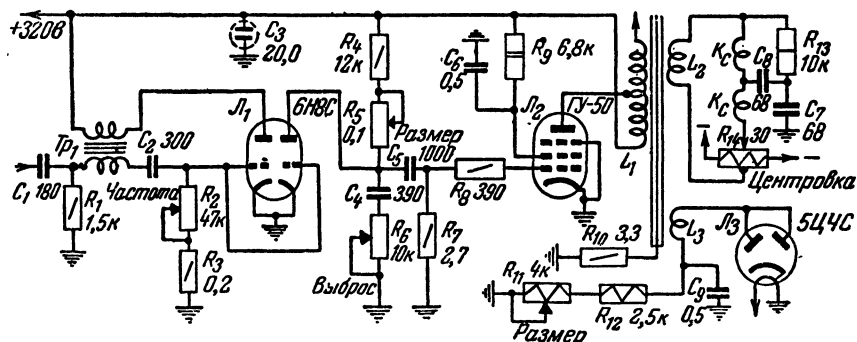 +320В
C₃
20,0
R₄
12к
R₅
0,1
Размер
C₆
0,5
R₉ 6,8к
Л₂
ГУ-50
L₁
L₂
Kс
Kс
C₈
68
R₁₃
10к
C₇
68
R₁₄ 30
Центровка
Тр₁
C₂ 300
Л₁
6Н8С
C₁ 180
R₁
1,5к
Частота
R₂
47к
R₃
0,2
C₅ 1000
C₄
390
R₈ 390
R₆
10к
Выброс
R₇
2,7
R₁₀ 3,3
R₁₁ 4к
Размер
R₁₂ 2,5к
L₃
C₉
0,5
Л₃
5Ц4С